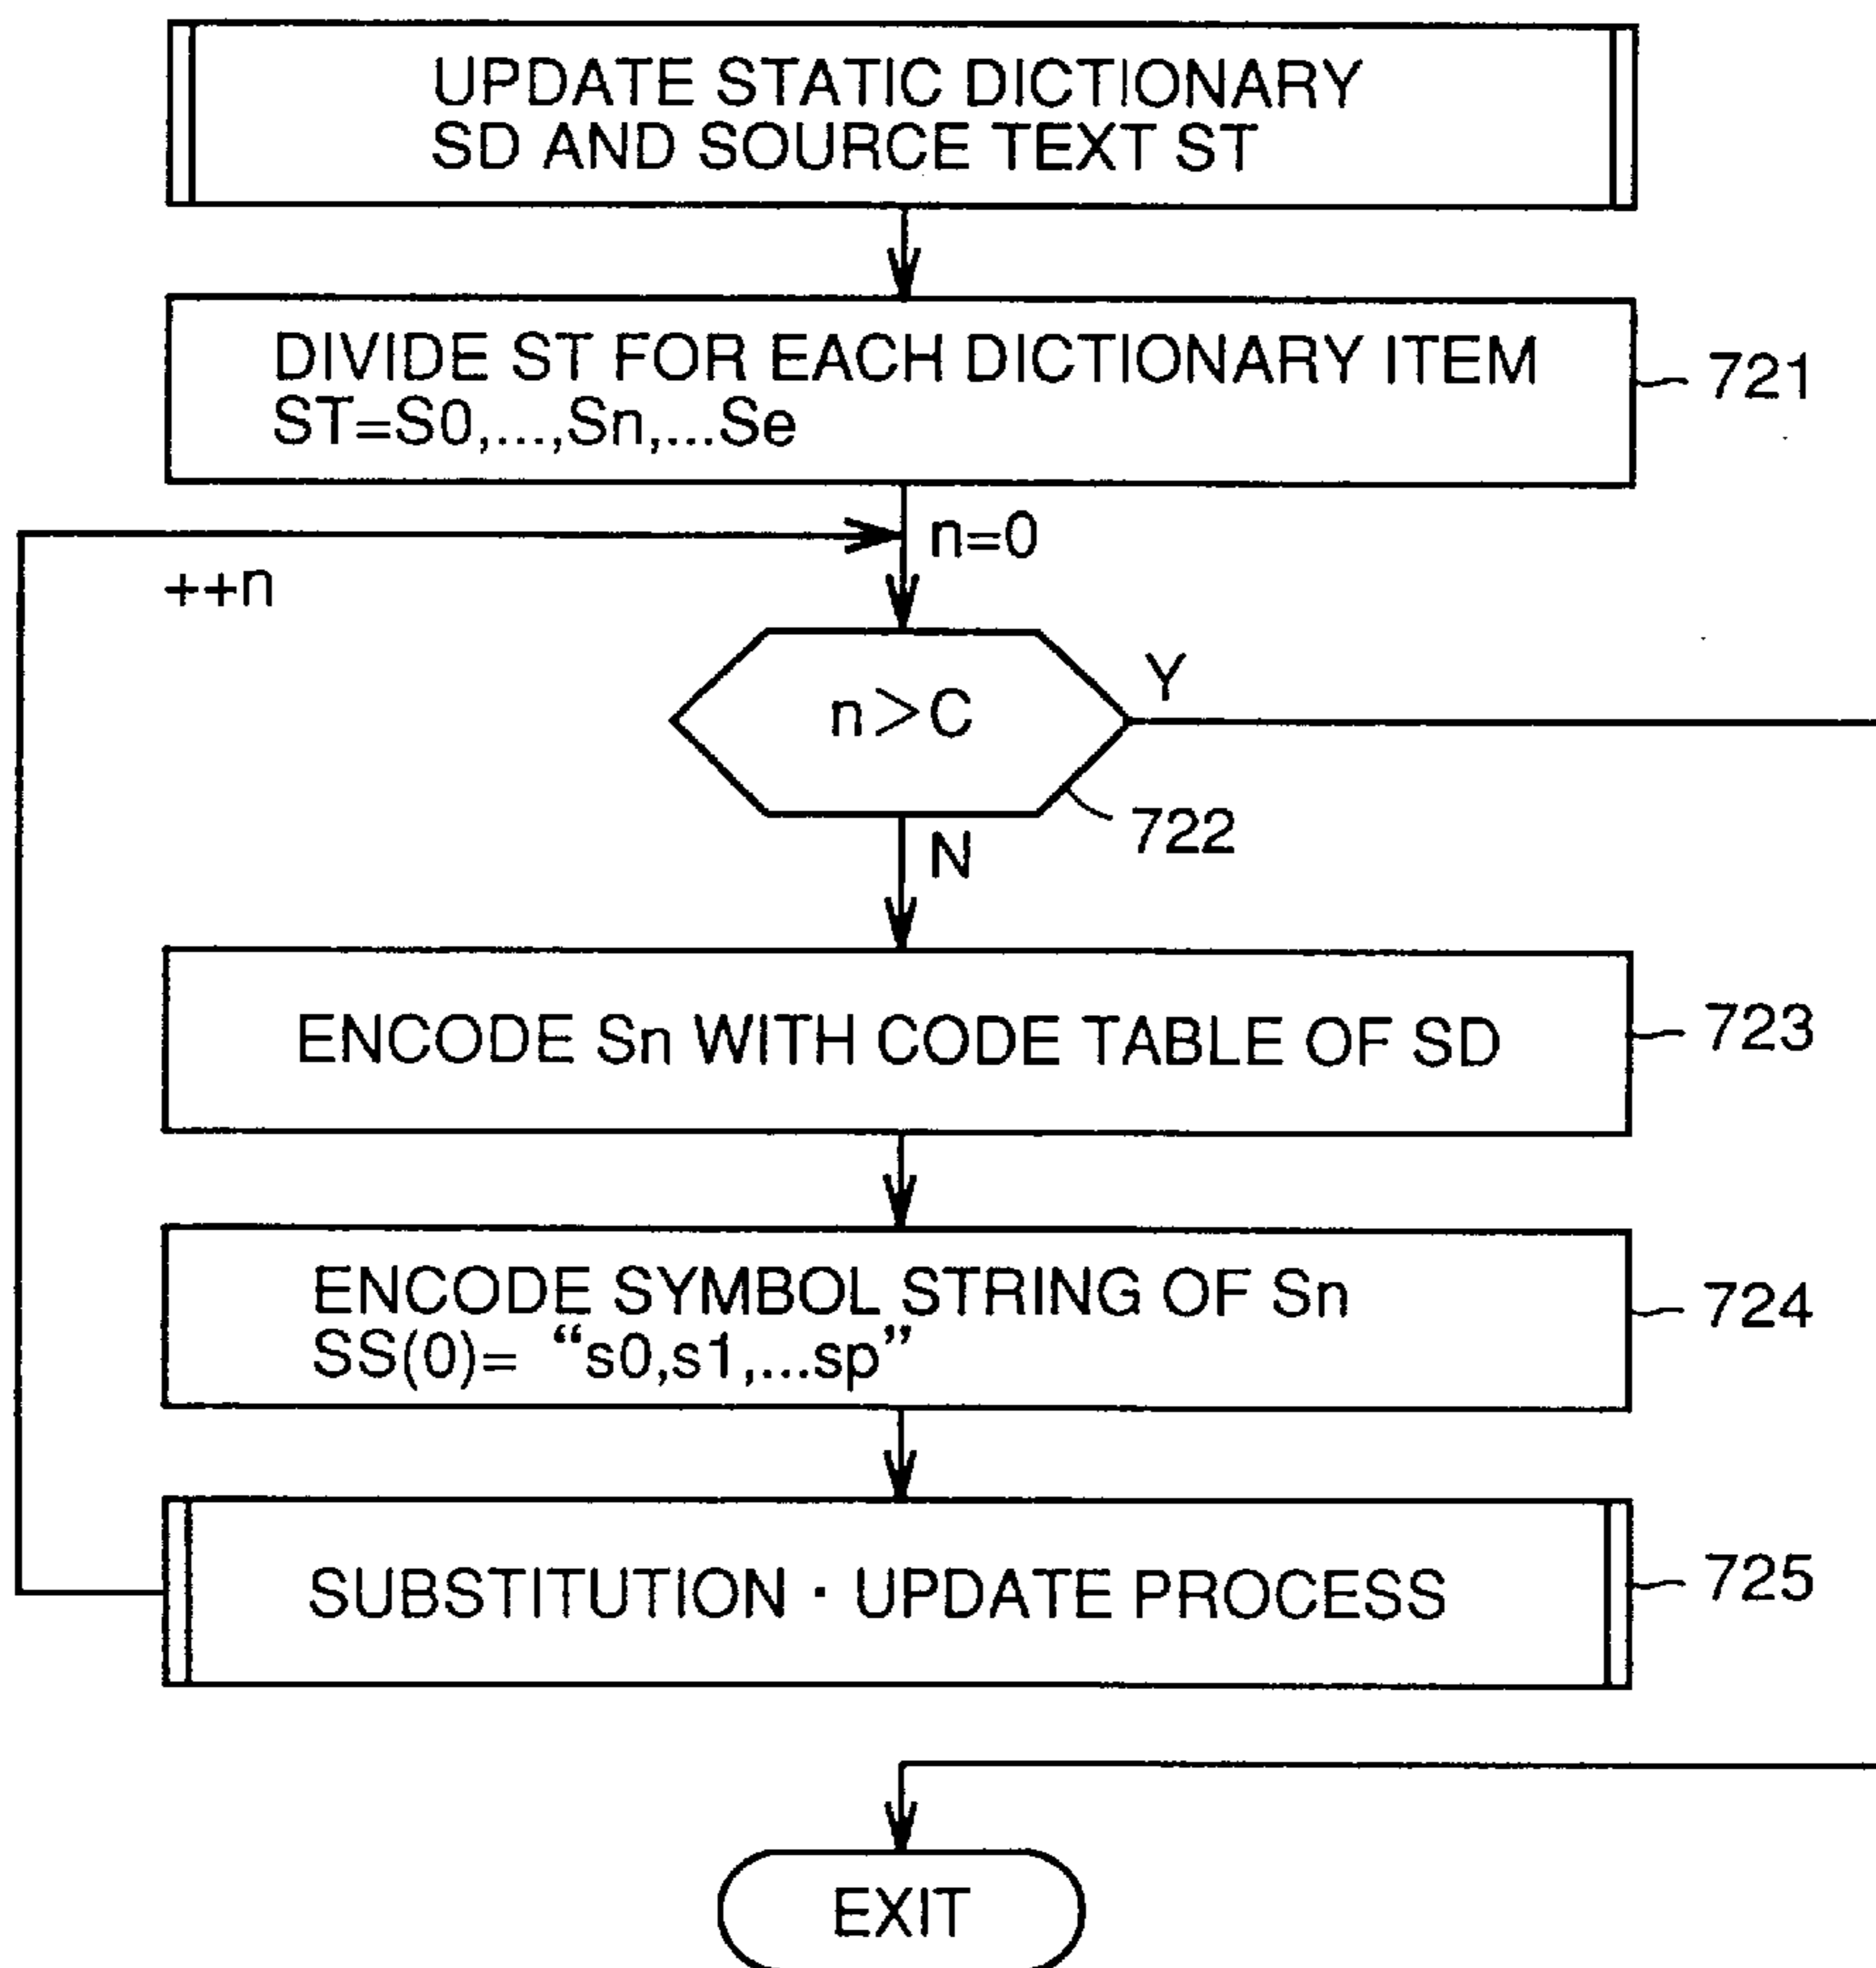 UPDATE STATIC DICTIONARY
SD AND SOURCE TEXT ST
DIVIDE ST FOR EACH DICTIONARY ITEM
ST=S0,...,Sn,...Se
721
n=0
++n
n>C
Y
722
N
ENCODE Sn WITH CODE TABLE OF SD
723
ENCODE SYMBOL STRING OF Sn
SS(0)= “s0,s1,...sp”
724
SUBSTITUTION · UPDATE PROCESS
725
EXIT